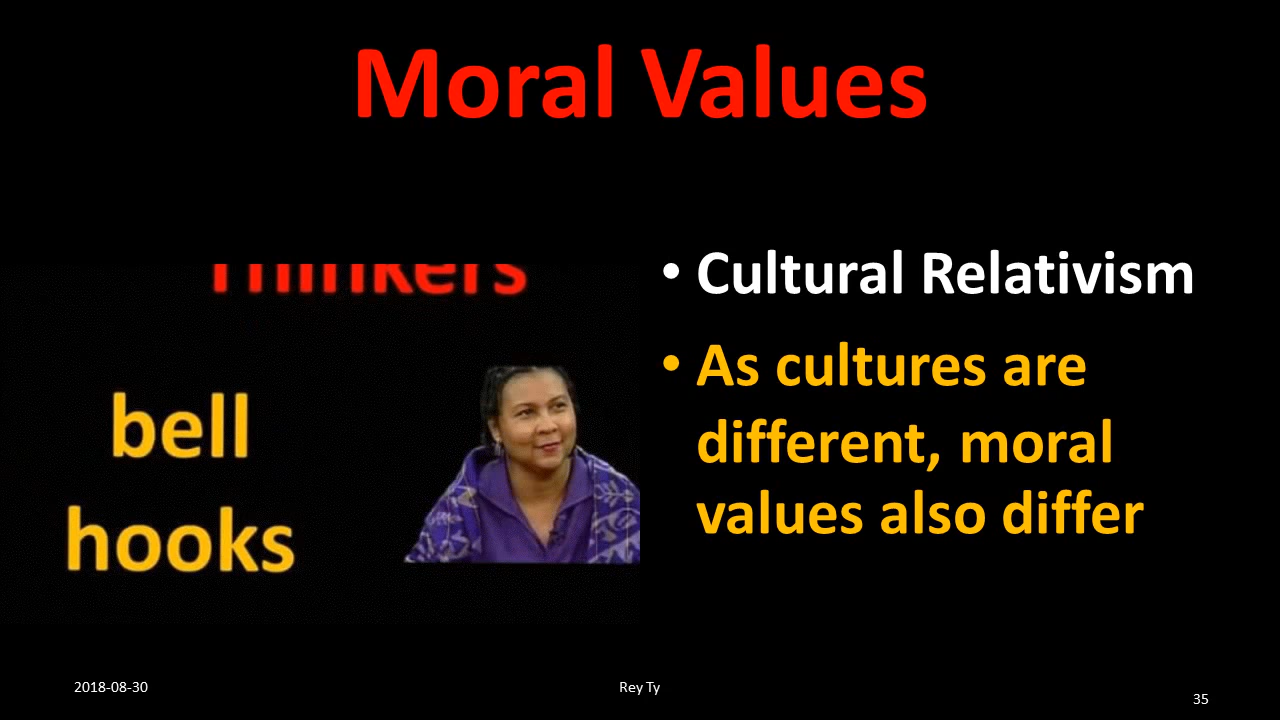 Moral Values
Thinkers
bell
hooks
• Cultural Relativism
• As cultures are
different, moral
values also differ
2018-08-30
Rey Ty
35